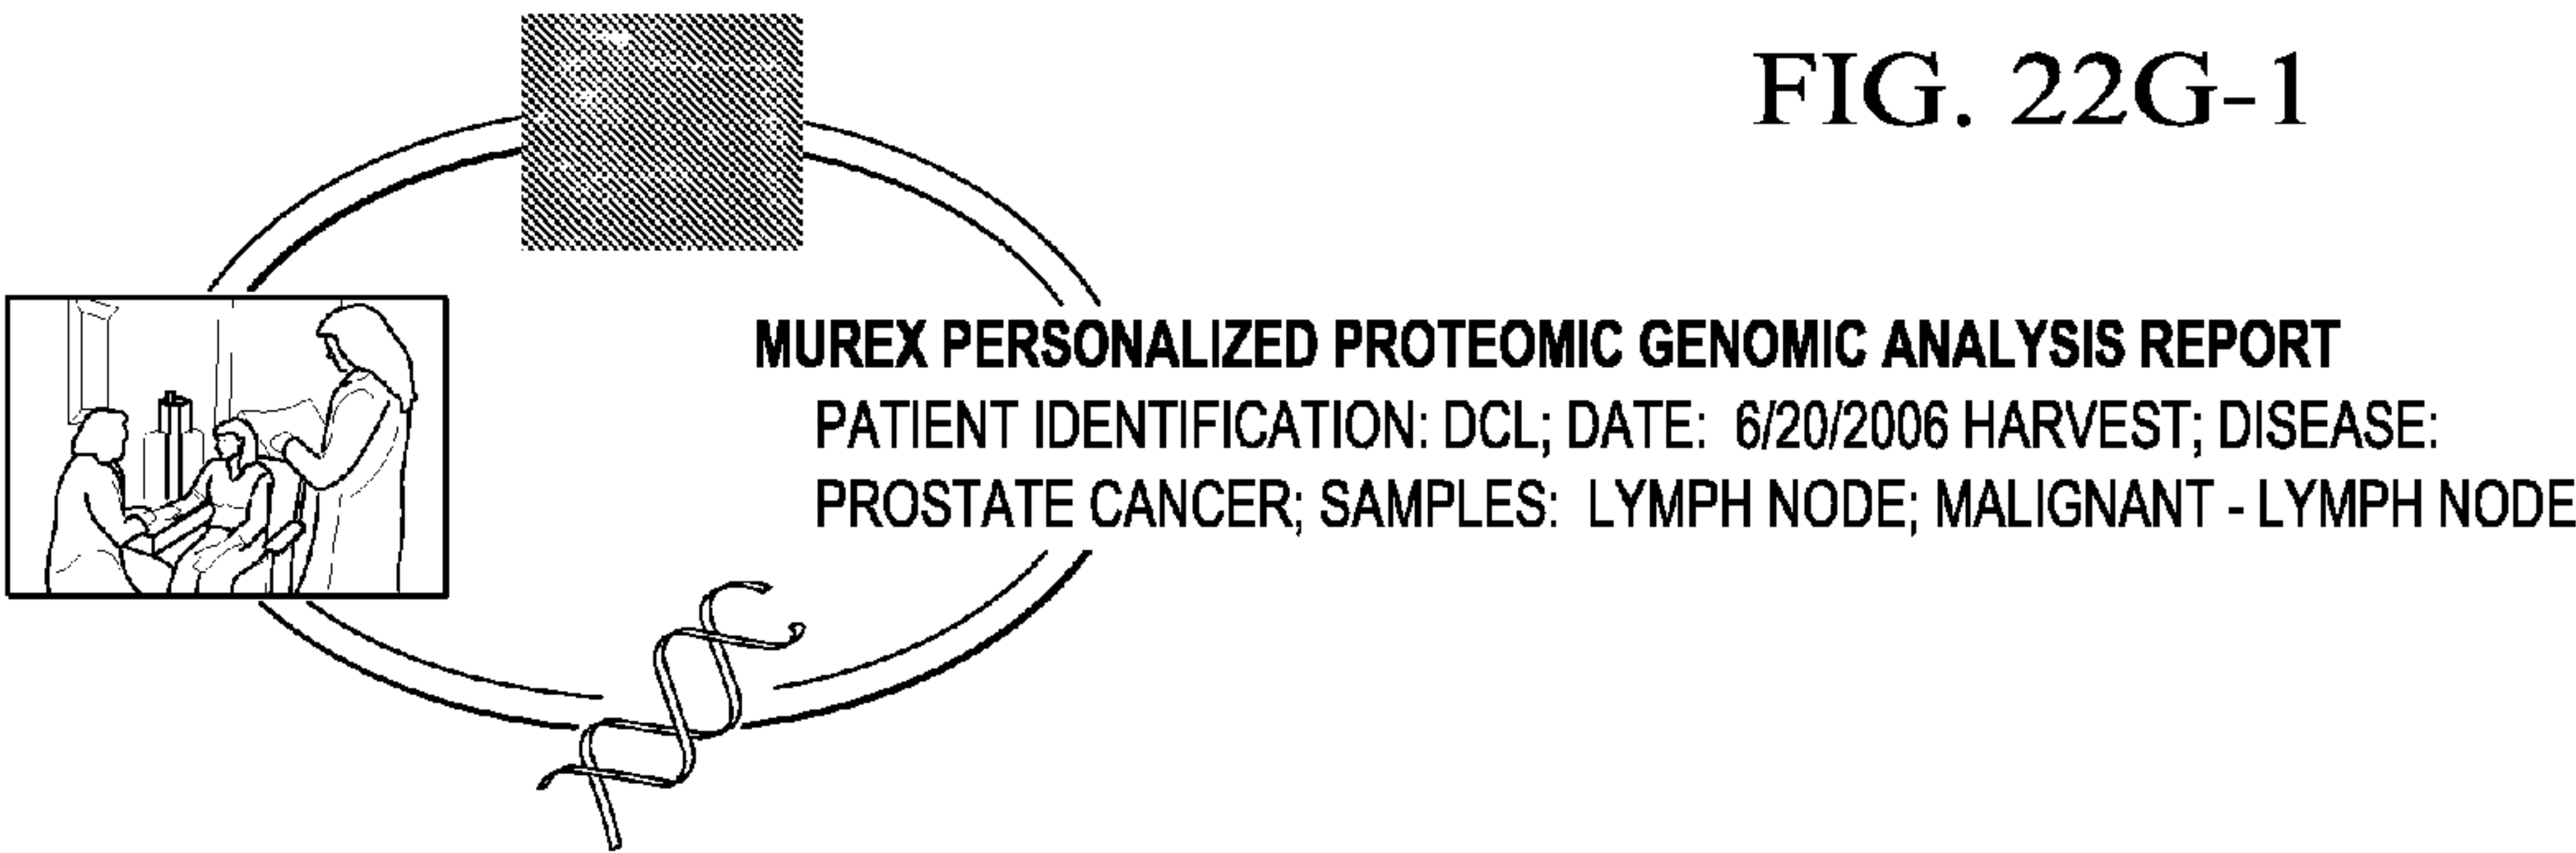 FIG. 22G-1
MUREX PERSONALIZED PROTEOMIC GENOMIC ANALYSIS REPORT
PATIENT IDENTIFICATION: DCL; DATE: 6/20/2006 HARVEST; DISEASE:
PROSTATE CANCER; SAMPLES: LYMPH NODE; MALIGNANT - LYMPH NODE